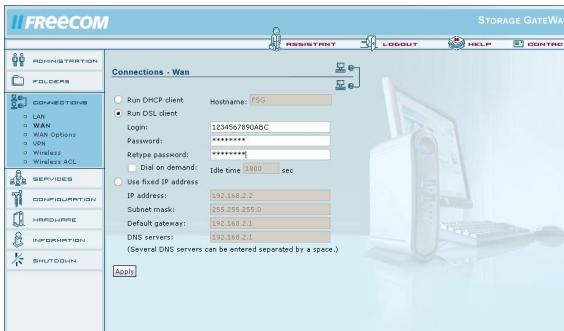 FREECOM
STORAGE GATEWA
ASSISTANT
LOGOUT
HELP
CONTAC
ADMINISTRATION
FOLDERS
CONNECTIONS
LAN
WAN
WAN Options
VPN
Wireless
Wireless ACL
SERVICES
CONFIGURATION
HARDWARE
INFORMATION
SHUTDOWN
Connections - Wan
Run DHCP client Hostname: FSG
Run DSL client
Login: 1234567890ABC
Password: ********
Retype password: ********
Dial on demand: Idle time 1800 sec
Use fixed IP address
IP address: 192.168.2.2
Subnet mask: 255.255.255.0
Default gateway: 192.168.2.1
DNS servers: 192.168.2.1
(Several DNS servers can be entered separated by a space.)
Apply